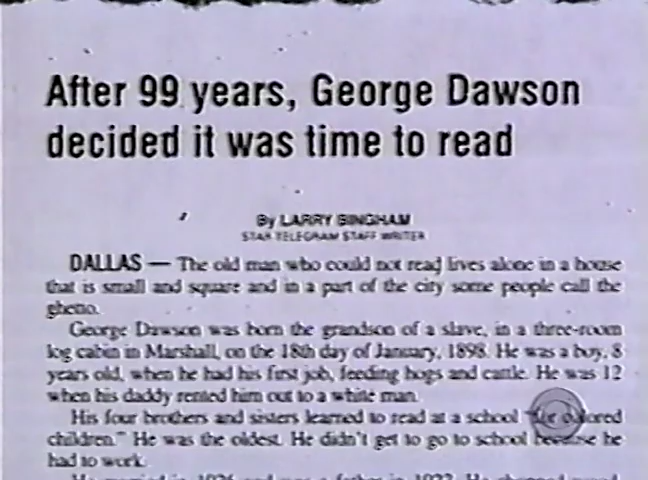 After 99 years, George Dawson
decided it was time to read
By LARRY BINGHAM
STAR TELEGRAM STAFF WRITER
DALLAS — The old man who could not read lives alone in a house
that is small and square and in a part of the city some people call the
ghetto.
George Dawson was born the grandson of a slave, in a three-room
log cabin in Marshall, on the 18th day of January, 1898. He was a boy, 8
years old, when he had his first job, feeding hogs and cattle. He was 12
when his daddy rented him out to a white man.
His four brothers and sisters learned to read at a school "for colored
children." He was the oldest. He didn't get to go to school because he
had to work.